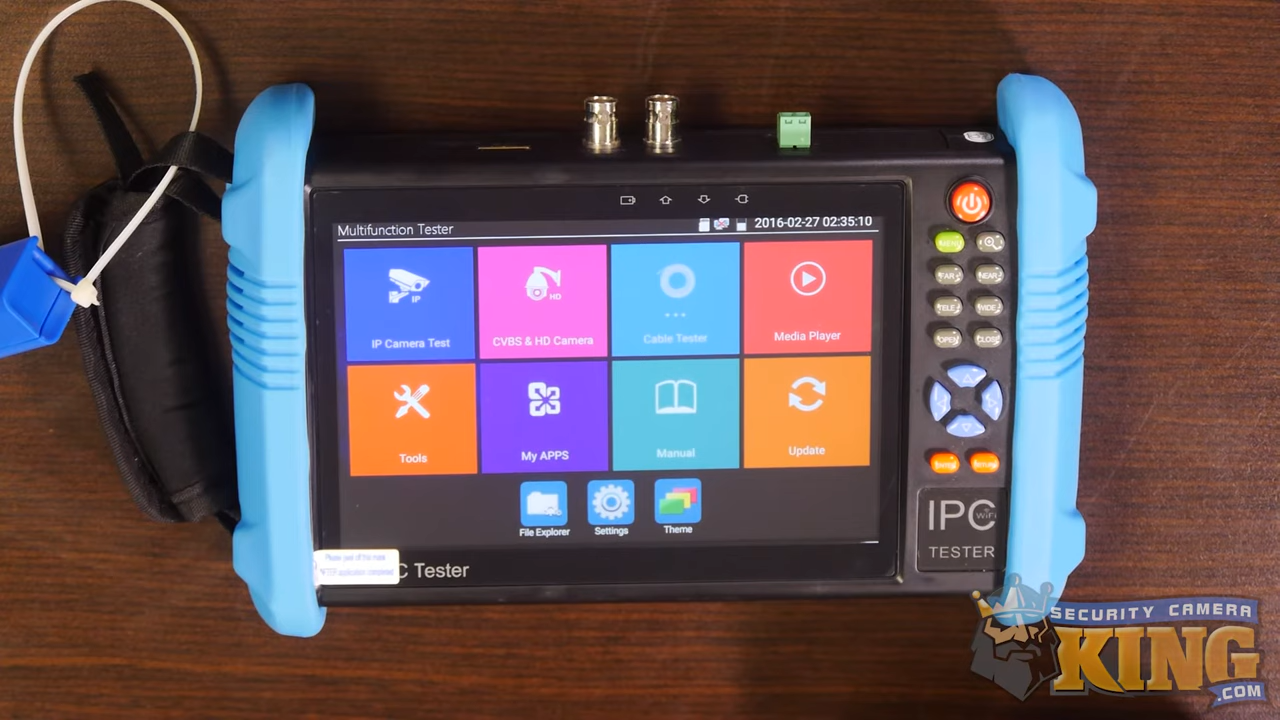 Multifunction Tester
2016-02-27 02:35:10
IP
IP Camera Test
HD
CVBS & HD Camera
Cable Tester
Media Player
Tools
My APPS
Manual
Update
File Explorer
Settings
Theme
C Tester
MENU
FAR
NEAR
TELE
WIDE
OPEN
CLOSE
IPC
WiFi
TESTER
SECURITY CAMERA
KING
.COM